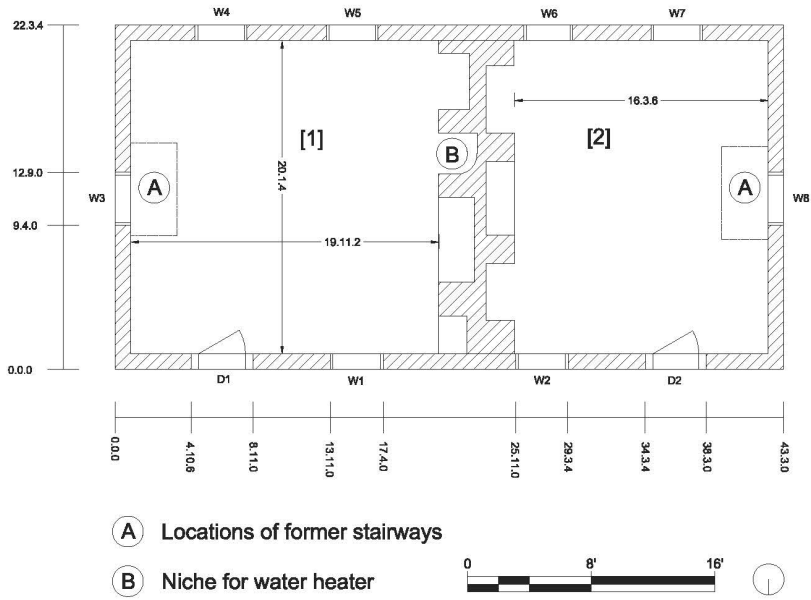 22.3.4
W4
W5
W6
W7
16.3.6
[1]
[2]
20.1.4
B
12.9.0
W3
A
A
W8
9.4.0
19.11.2
0.0.0
D1
W1
W2
D2
0.0.0
4.10.6
8.11.0
13.11.0
17.4.0
25.11.0
29.3.4
34.3.4
38.3.0
43.3.0
A Locations of former stairways
B Niche for water heater
0 8' 16'